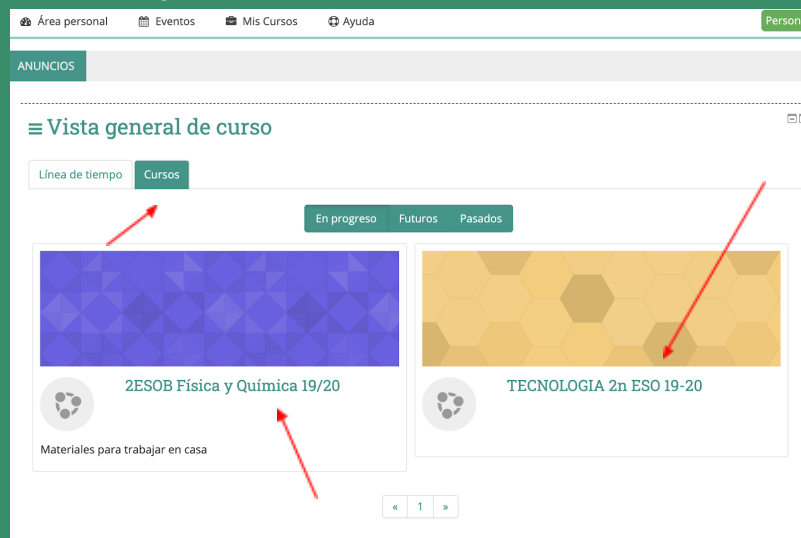 Área personal Eventos Mis Cursos Ayuda
ANUNCIOS
Vista general de curso
Línea de tiempo Cursos
En progreso Futuros Pasados
2ESOB Física y Química 19/20
Materiales para trabajar en casa
TECNOLOGIA 2n ESO 19-20
« 1 »